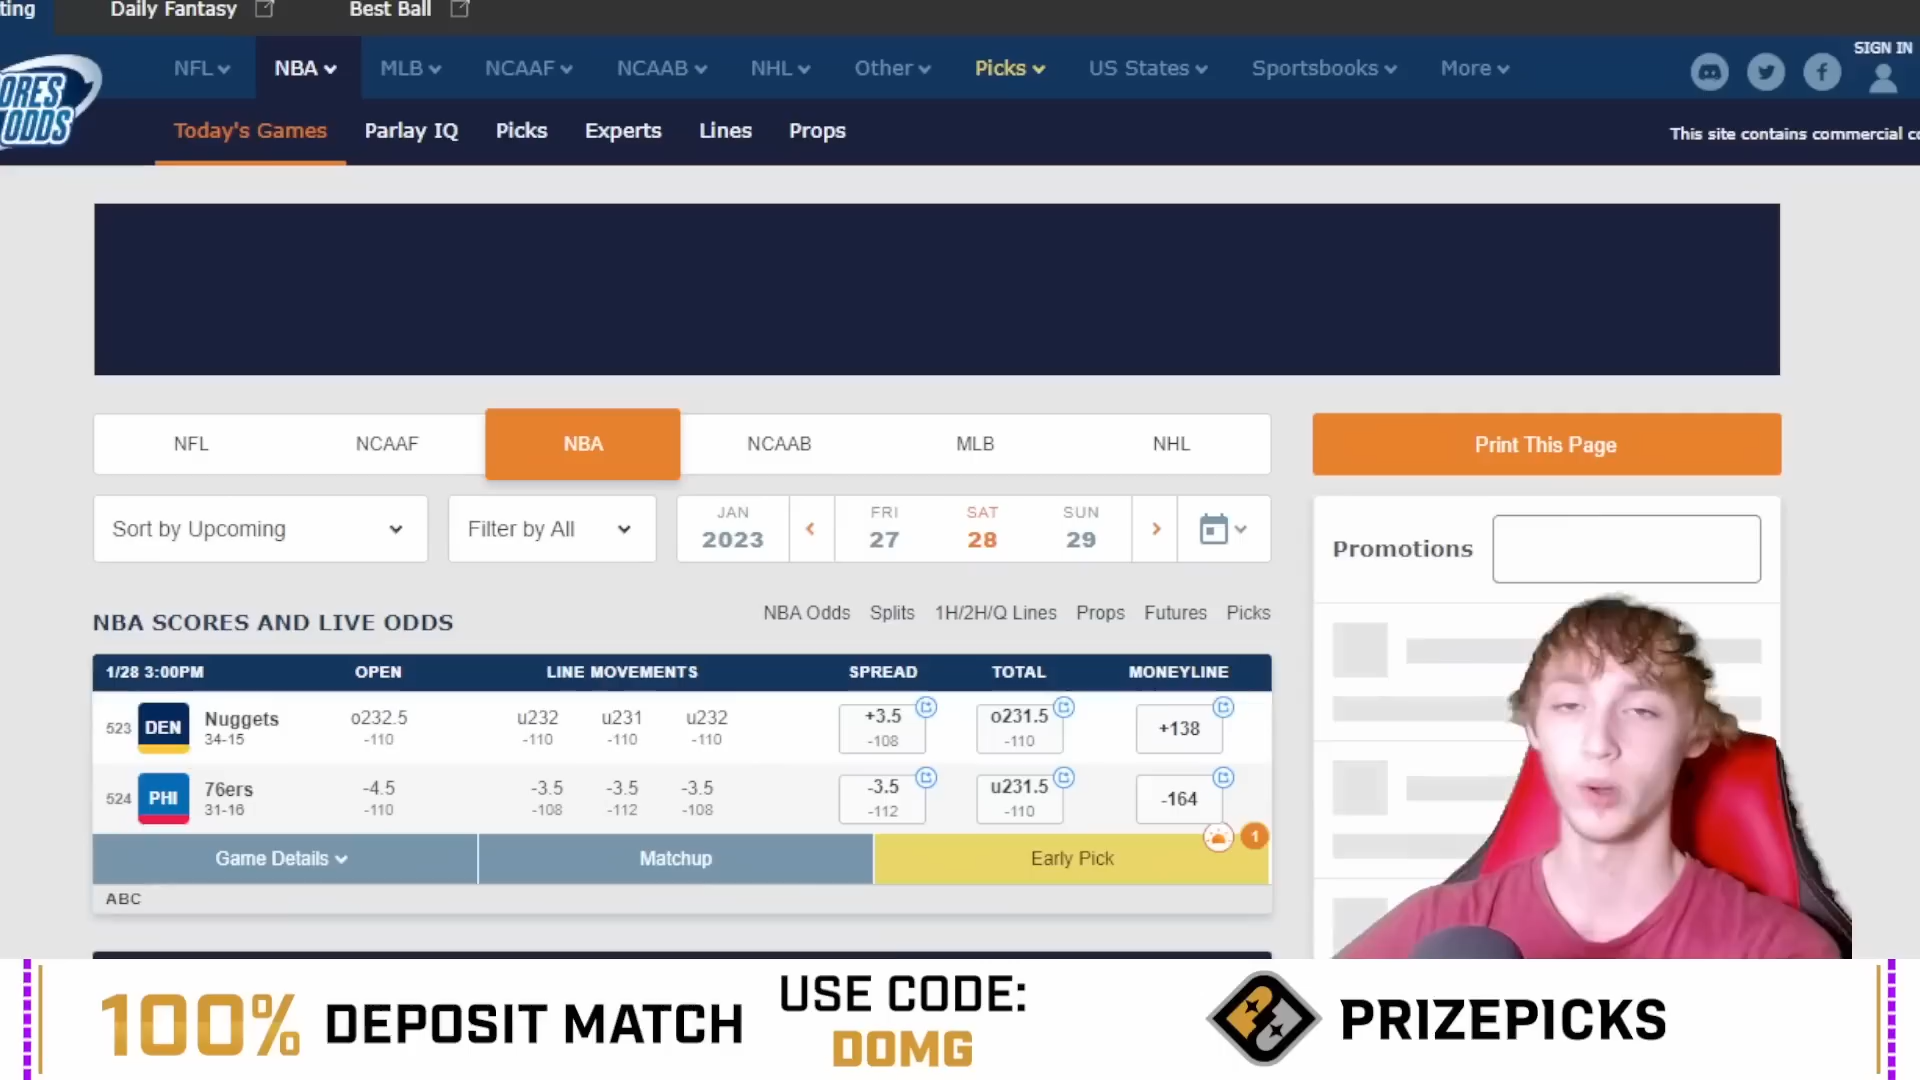 ting Daily Fantasy Best Ball
NFL NBA MLB NCAAF NCAAB NHL Other Picks US States Sportsbooks More SIGN IN
ORES
ODDS
Today's Games Parlay IQ Picks Experts Lines Props This site contains commercial co
NFL NCAAF NBA NCAAB MLB NHL Print This Page
Sort by Upcoming Filter by All JAN 2023 FRI 27 SAT 28 SUN 29
Promotions
NBA SCORES AND LIVE ODDS NBA Odds Splits 1H/2H/Q Lines Props Futures Picks
1/28 3:00PM OPEN LINE MOVEMENTS SPREAD TOTAL MONEYLINE
523 DEN Nuggets o232.5 u232 u231 u232 +3.5 o231.5 +138
34-15 -110 -110 -110 -110 -108 -110
524 PHI 76ers -4.5 -3.5 -3.5 -3.5 -3.5 u231.5 -164
31-16 -110 -108 -112 -108 -112 -110
Game Details Matchup Early Pick 1
ABC
100% DEPOSIT MATCH USE CODE:
DOMG
PRIZEPICKS